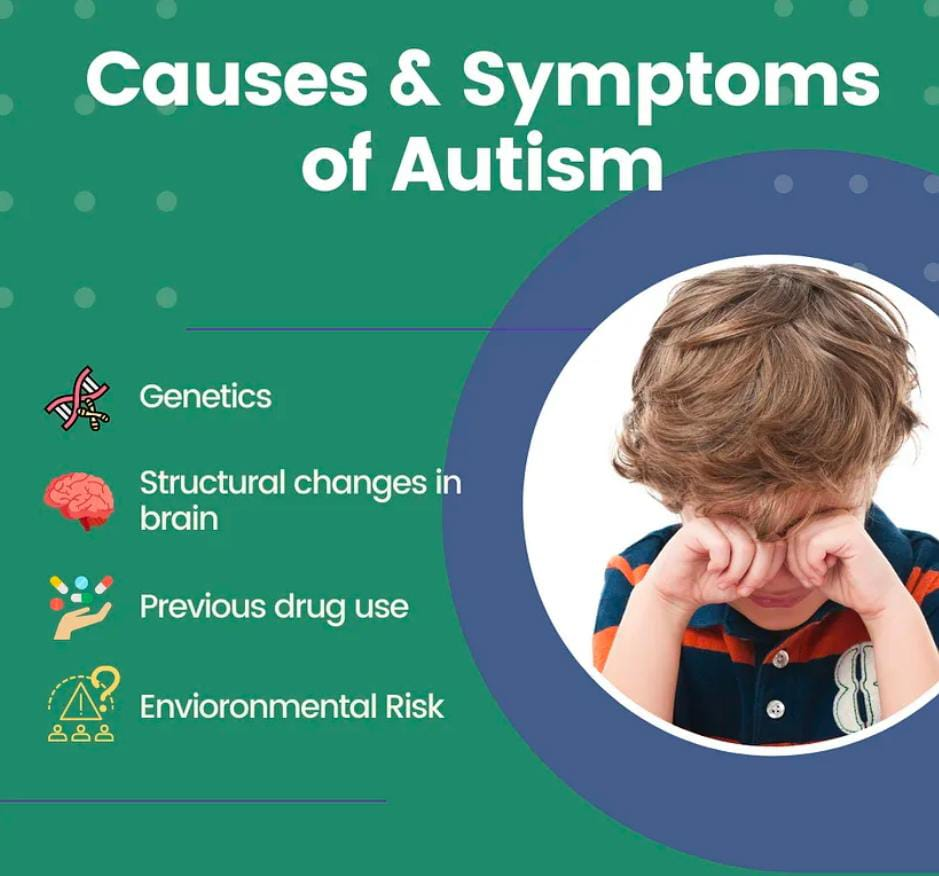 Causes & Symptoms
of Autism
Genetics
Structural changes in
brain
Previous drug use
Envioronmental Risk